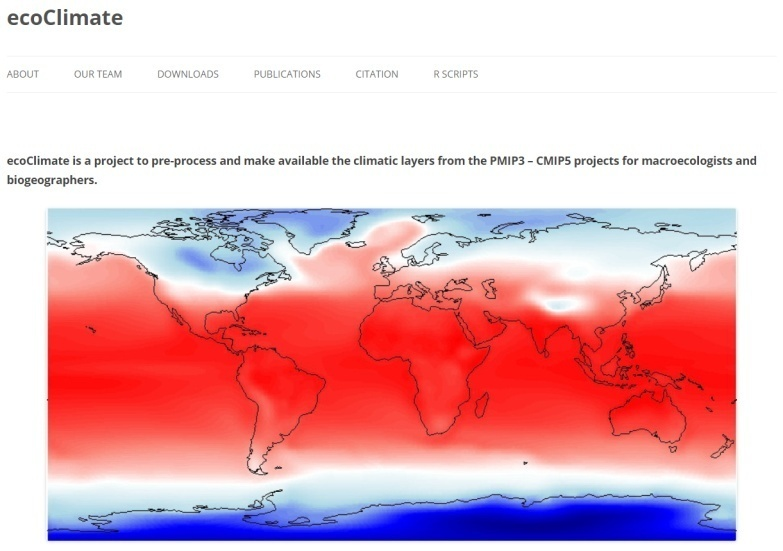 ecoClimate
ABOUT OUR TEAM DOWNLOADS PUBLICATIONS CITATION R SCRIPTS
ecoClimate is a project to pre-process and make available the climatic layers from the PMIP3 – CMIP5 projects for macroecologists and
biogeographers.